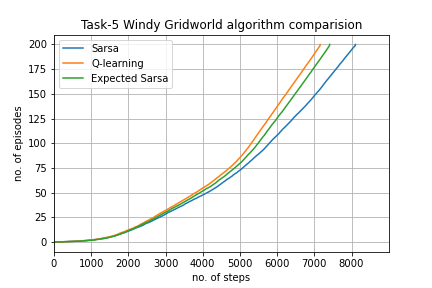 Task-5 Windy Gridworld algorithm comparision
Sarsa
Q-learning
Expected Sarsa
no. of episodes
200
175
150
125
100
75
50
25
0
0 1000 2000 3000 4000 5000 6000 7000 8000
no. of steps